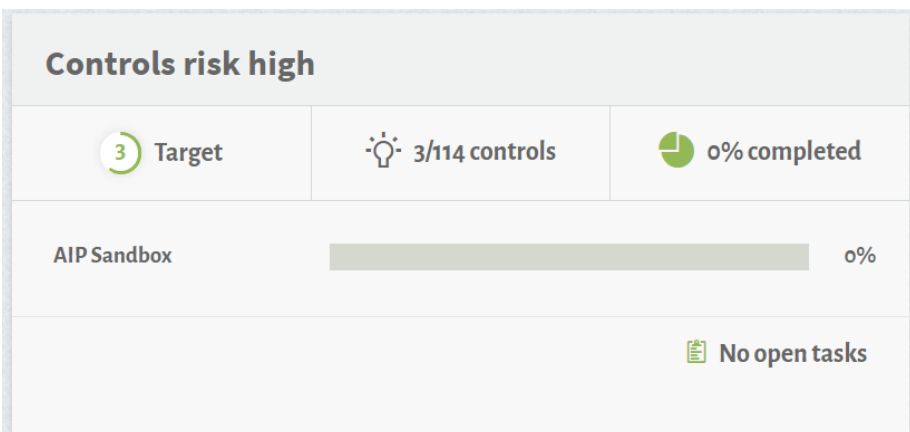 Controls risk high
3 Target
3/114 controls
0% completed
AIP Sandbox
0%
No open tasks